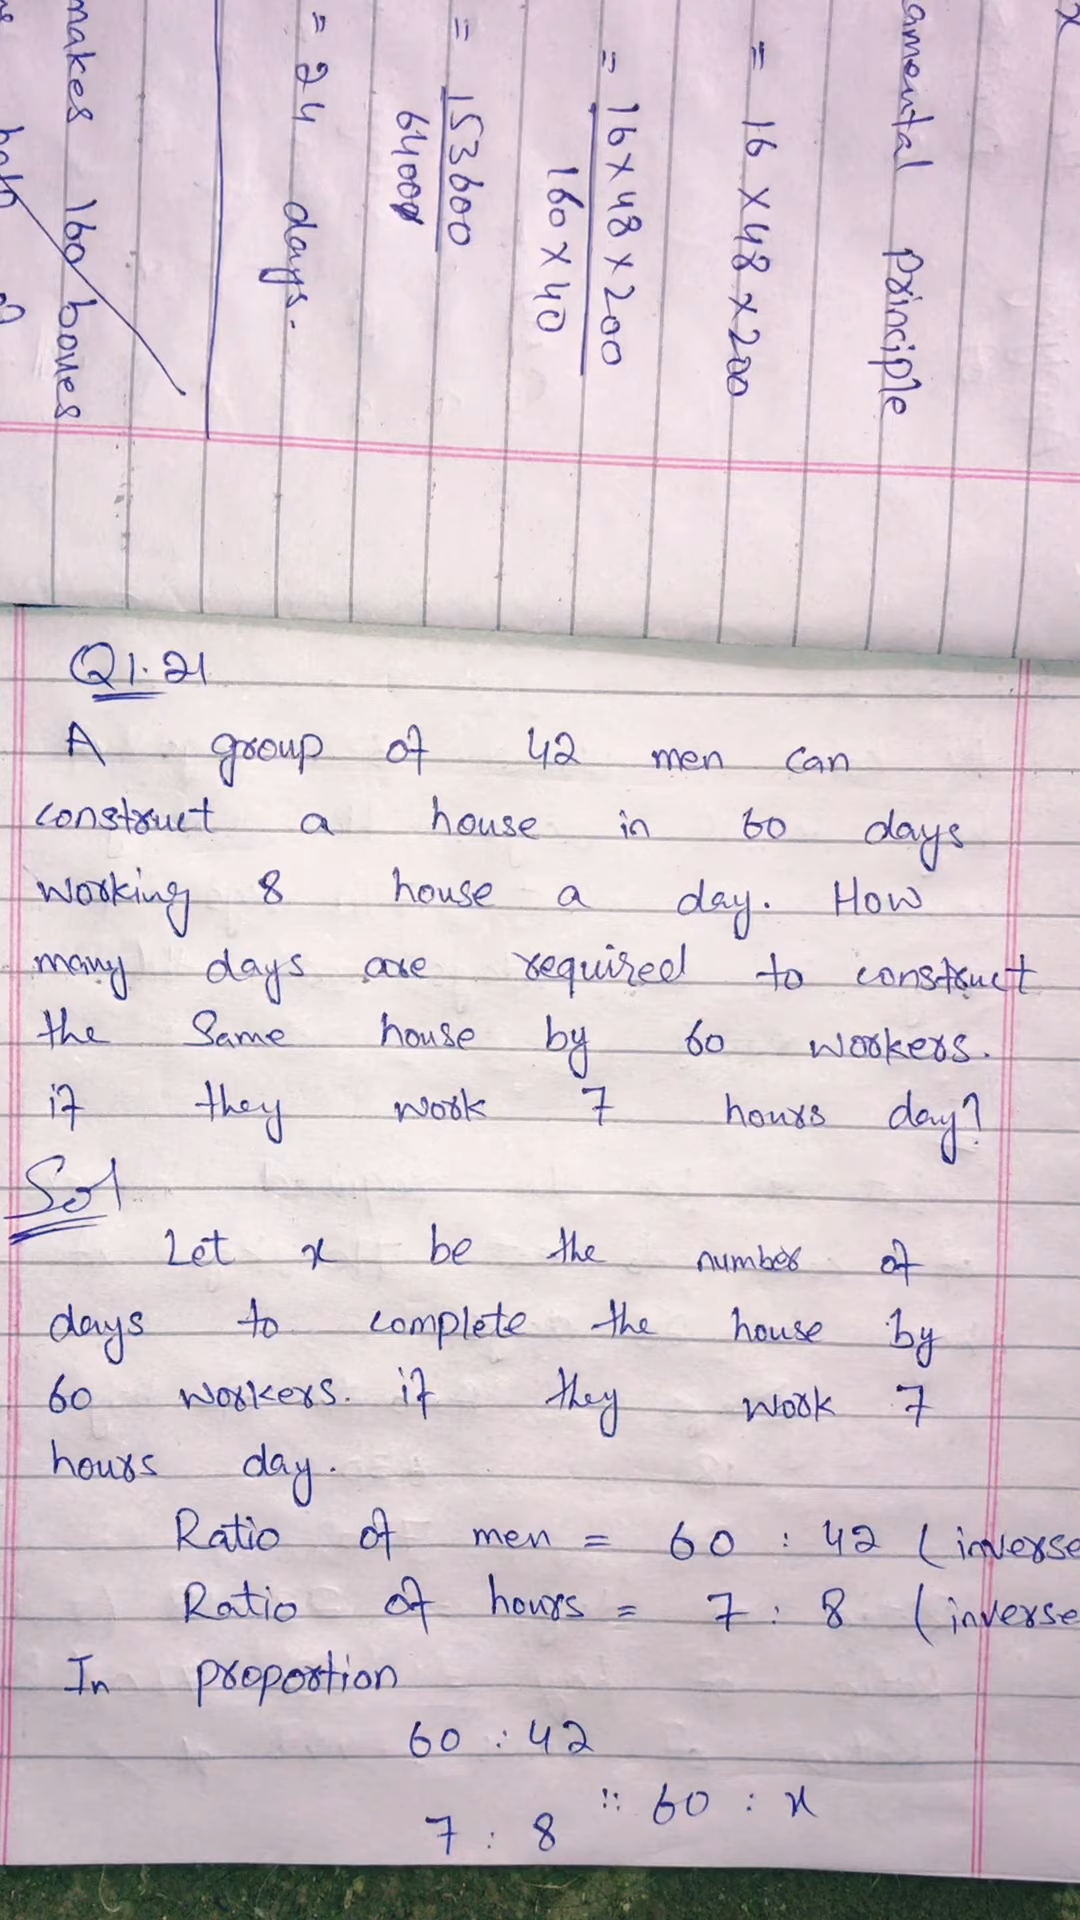 x
amental Principle
= 16 × 48 × 200
= 16 × 48 × 200
160 × 40
= 153600
6400
= 24 days.
makes 160 boxes
Q1.21
A group of 42 men can
construct a house in 60 days
working 8 house a day. How
many days are required to construct
the Same house by 60 workers.
if they work 7 hours day?
Sol
Let x be the number of
days to complete the house by
60 workers. if they work 7
hours day.
Ratio of men = 60 : 42 (inverse
Ratio of hours = 7 : 8 (inverse
In proportion
60 : 42
:: 60 : x
7 : 8